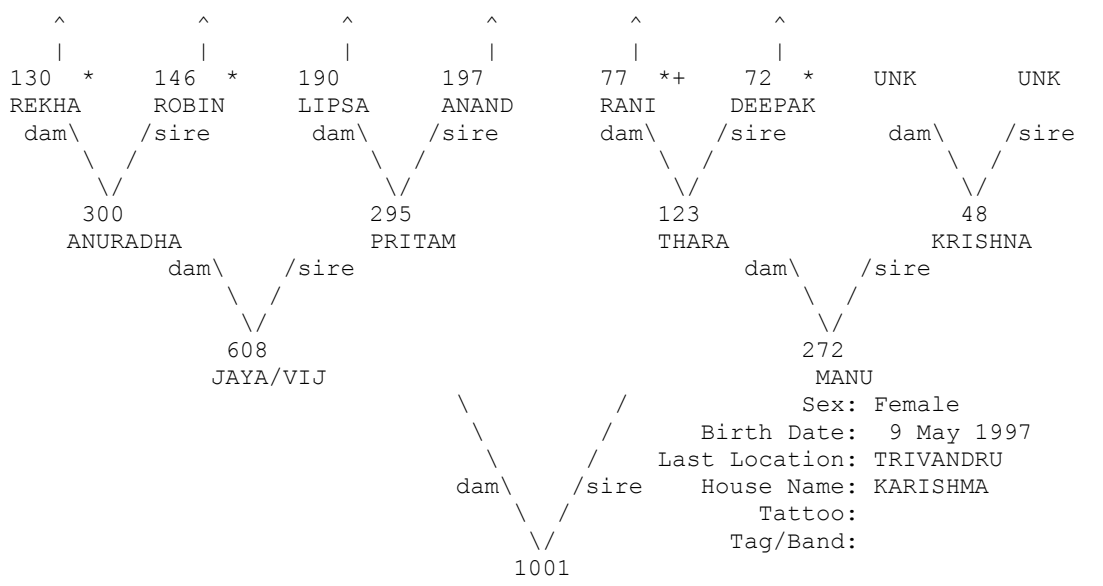 ^ ^ ^ ^ ^ ^
| | | | | |
130 * 146 * 190 197 77 *+ 72 * UNK UNK
REKHA ROBIN LIPSA ANAND RANI DEEPAK
dam\ /sire dam\ /sire dam\ /sire dam\ /sire
\ / \ / \ / \ /
\/ \/ \/ \/
300 295 123 48
ANURADHA PRITAM THARA KRISHNA
dam\ /sire dam\ /sire
\ / \ /
\/ \/
608 272
JAYA/VIJ MANU
\ / Sex: Female
\ / Birth Date: 9 May 1997
\ / Last Location: TRIVANDRU
dam\ /sire House Name: KARISHMA
\ / Tattoo:
\/ Tag/Band:
1001